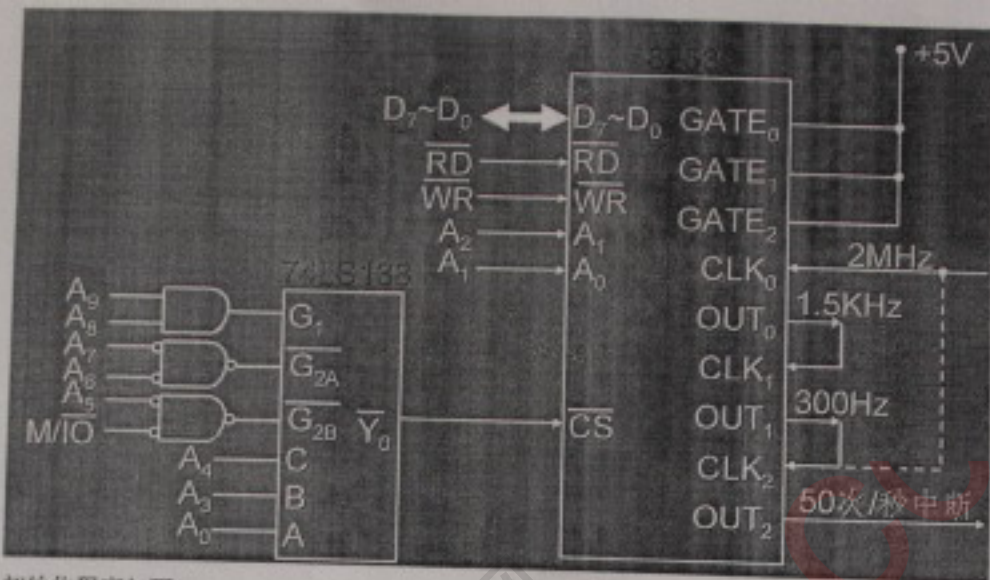 +5V
D₇~D₀
D₇~D₀
GATE₀
RD
RD
GATE₁
WR
WR
GATE₂
A₂
A₁
A₁
A₀
CLK₀
2MHz
74LS138
A₉
A₈
G₁
OUT₀
1.5KHz
A₇
A₆
G₂A
CLK₁
A₅
M/IO
G₂B
Y₀
CS
OUT₁
300Hz
A₄
C
CLK₂
A₃
B
A₀
A
OUT₂
50次/秒中断